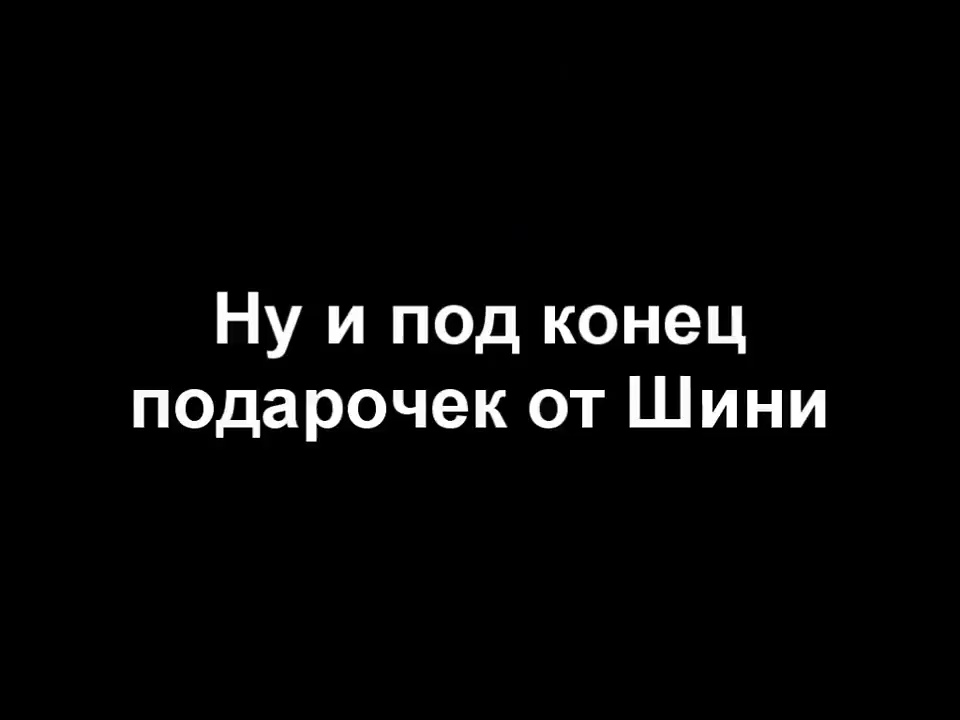 Ну и под конец
подарочек от Шини